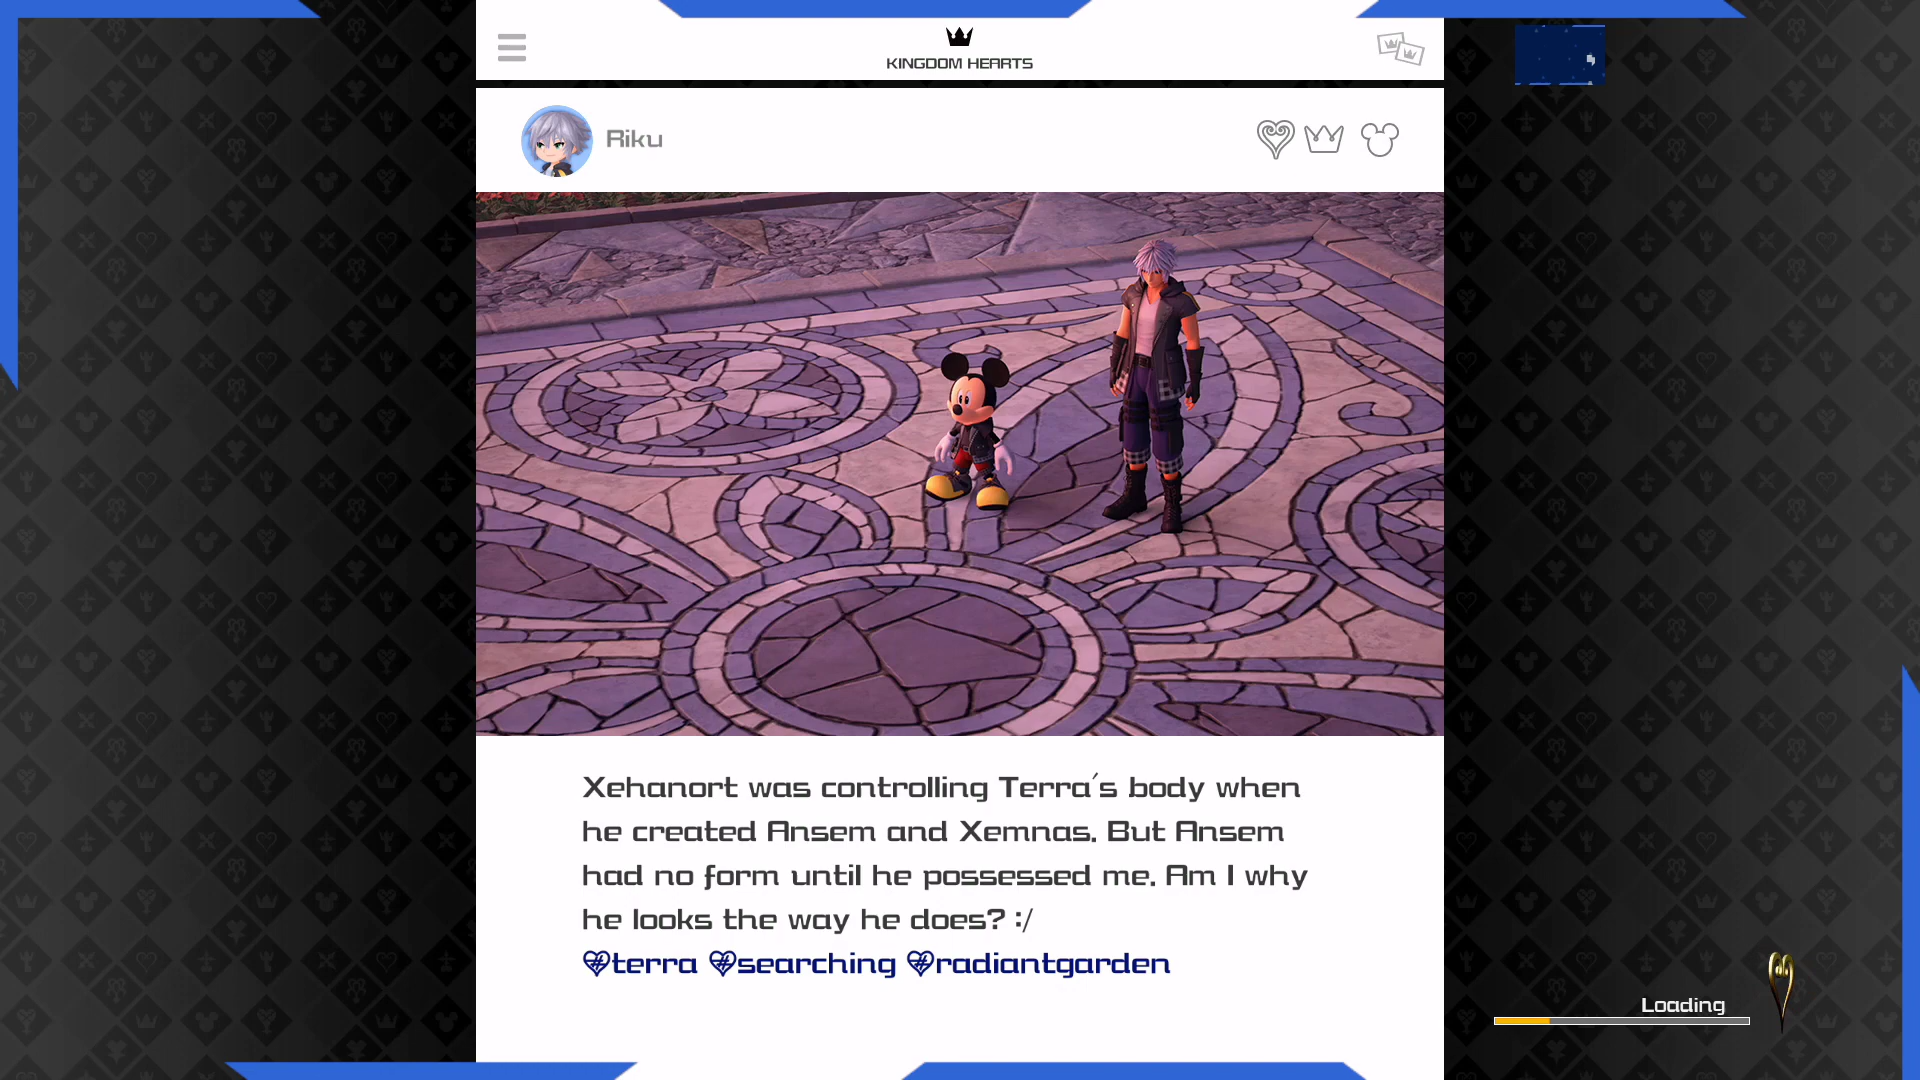 KINGDOM HEARTS
Riku
Xehanort was controlling Terra's body when
he created Ansem and Xemnas. But Ansem
had no form until he possessed me. Am I why
he looks the way he does? :/
#terra #searching #radiantgarden
Loading